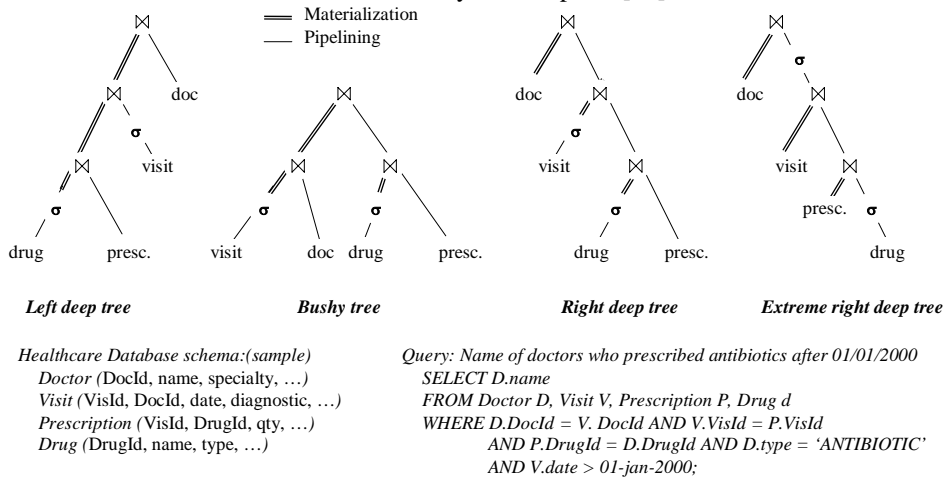 Materialization
Pipelining
⋈ ⋈ ⋈
σ
⋈ doc ⋈ doc ⋈ doc ⋈
σ σ
⋈ visit ⋈ ⋈ visit ⋈ visit ⋈
σ σ σ σ presc. σ
drug presc. visit doc drug presc. drug presc. drug
Left deep tree Bushy tree Right deep tree Extreme right deep tree
Healthcare Database schema:(sample)
Doctor (DocId, name, specialty, …)
Visit (VisId, DocId, date, diagnostic, …)
Prescription (VisId, DrugId, qty, …)
Drug (DrugId, name, type, …)
Query: Name of doctors who prescribed antibiotics after 01/01/2000
SELECT D.name
FROM Doctor D, Visit V, Prescription P, Drug d
WHERE D.DocId = V. DocId AND V.VisId = P.VisId
AND P.DrugId = D.DrugId AND D.type = ‘ANTIBIOTIC’
AND V.date > 01-jan-2000;